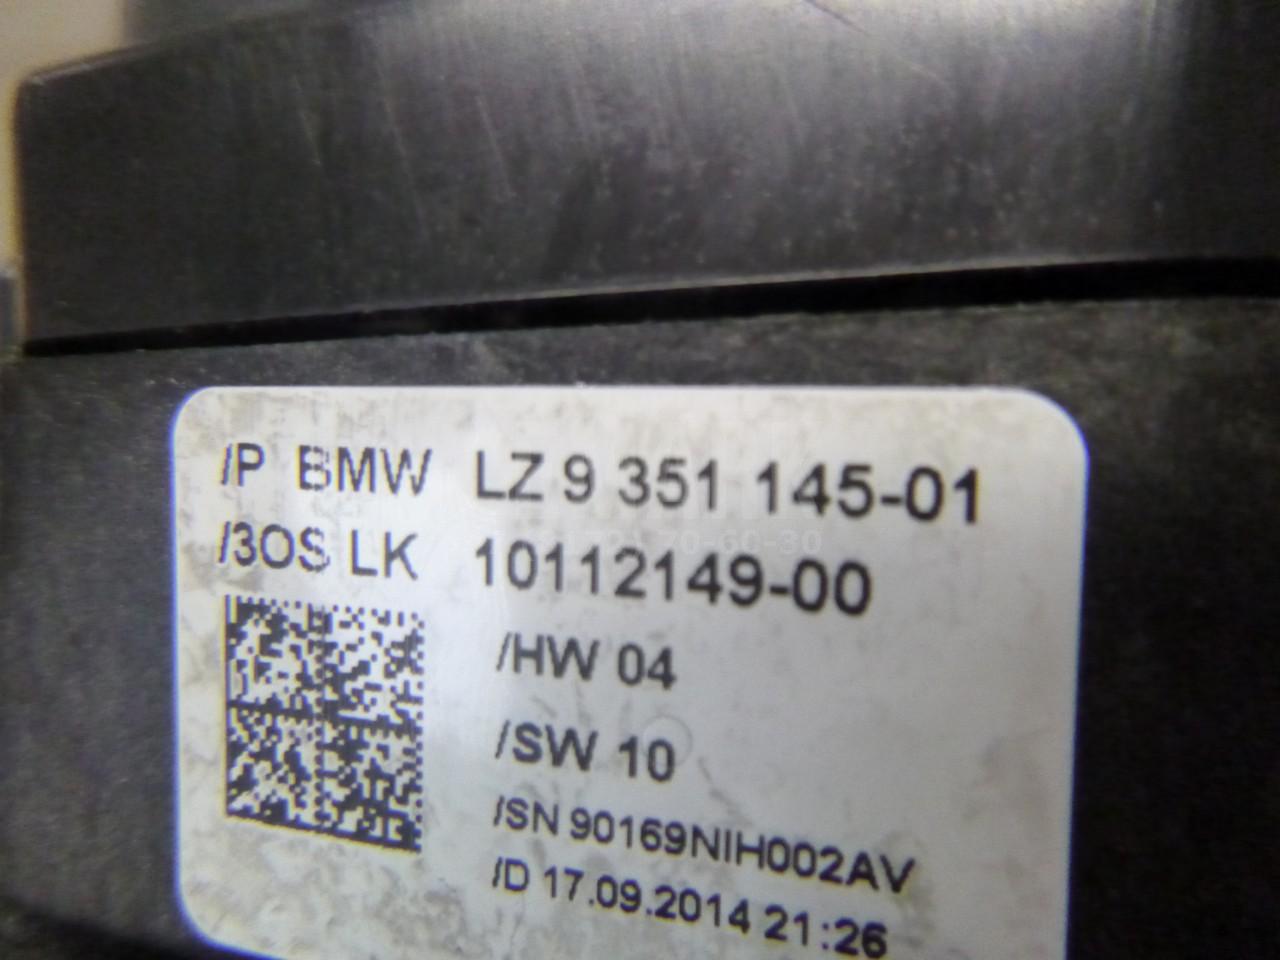 /P BMW LZ 9 351 145-01
/3OS LK 10112149-00
/HW 04
/SW 10
/SN 90169NIH002AV
/D 17.09.2014 21:26